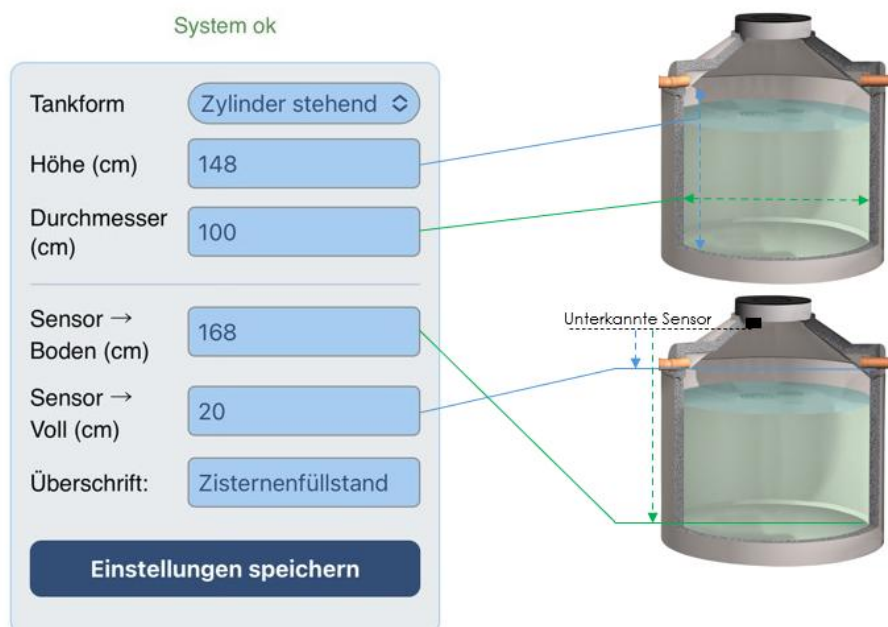 System ok
Tankform
Zylinder stehend
Höhe (cm)
148
Durchmesser
(cm)
100
Sensor →
Boden (cm)
168
Sensor →
Voll (cm)
20
Überschrift:
Zisternenfüllstand
Einstellungen speichern
Unterkannte Sensor